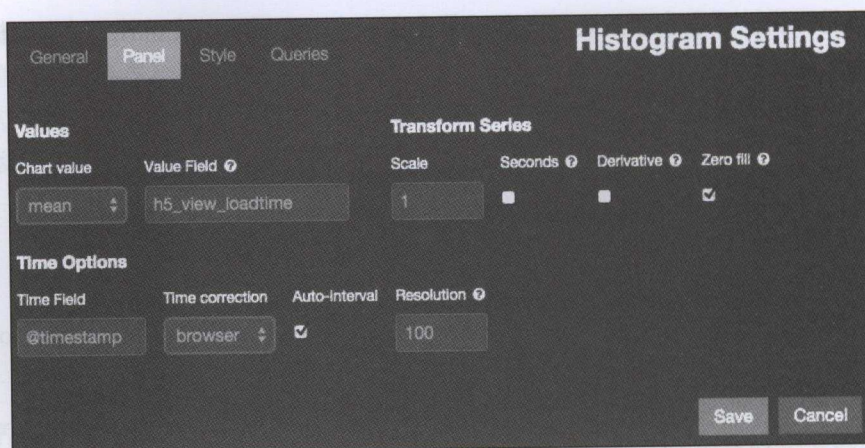 Histogram Settings
General Panel Style Queries
Values
Chart value Value Field
mean h5_view_loadtime
Transform Series
Scale Seconds Derivative Zero fill
1
Time Options
Time Field Time correction Auto-interval Resolution
@timestamp browser 100
Save Cancel